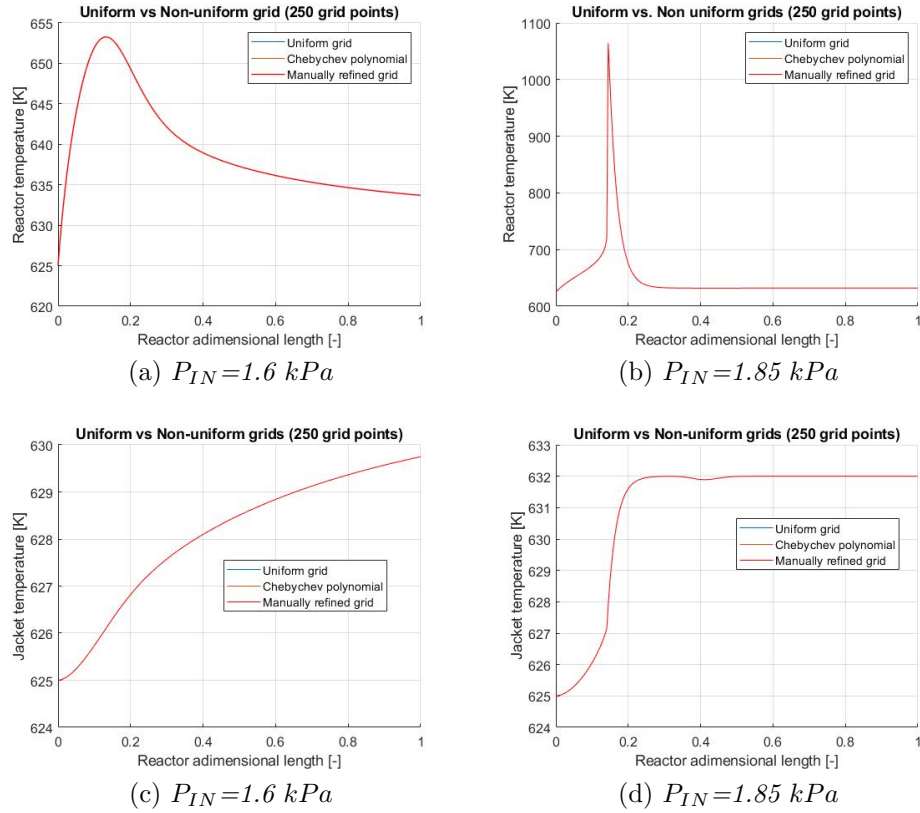 Uniform vs Non-uniform grid (250 grid points)
655
650
645
640
635
630
625
620
Reactor temperature [K]
Uniform grid
Chebychev polynomial
Manually refined grid
0 0.2 0.4 0.6 0.8 1
Reactor adimensional length [-]
(a) P_IN=1.6 kPa
Uniform vs. Non uniform grids (250 grid points)
1100
1000
900
800
700
600
Reactor temperature [K]
Uniform grid
Chebychev polynomial
Manually refined grid
0 0.2 0.4 0.6 0.8 1
Reactor adimensional length [-]
(b) P_IN=1.85 kPa
Uniform vs Non-uniform grids (250 grid points)
630
629
628
627
626
625
624
Jacket temperature [K]
Uniform grid
Chebychev polynomial
Manually refined grid
0 0.2 0.4 0.6 0.8 1
Reactor adimensional length [-]
(c) P_IN=1.6 kPa
Uniform vs Non-uniform grids (250 grid points)
633
632
631
630
629
628
627
626
625
624
Jacket temperature [K]
Uniform grid
Chebychev polynomial
Manually refined grid
0 0.2 0.4 0.6 0.8 1
Reactor adimensional length [-]
(d) P_IN=1.85 kPa